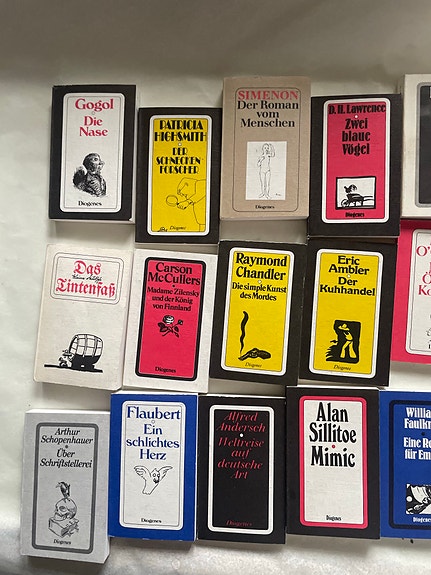 Gogol
Die
Nase
PATRICIA
HIGHSMITH
DER
SCHNECKEN-
FORSCHER
Diogenes
SIMENON
Der Roman
vom
Menschen
Diogenes
D. H. Lawrence
Zwei
blaue
Vögel
Diogenes
Das
Tintenfaß
Carson
McCullers
Madame Zilensky
und der König
von Finnland
Diogenes
Raymond
Chandler
Die simple Kunst
des Mordes
Diogenes
Eric
Ambler
Der
Kuhhandel
Diogenes
Arthur
Schopenhauer
Über
Schriftstellerei
Diogenes
Flaubert
Ein
schlichtes
Herz
Diogenes
Alfred
Andersch
Weltreise
auf
deutsche
Art
Diogenes
Alan
Sillitoe
Mimic
Diogenes
Willia
Faulkn
Eine Ro
für Em